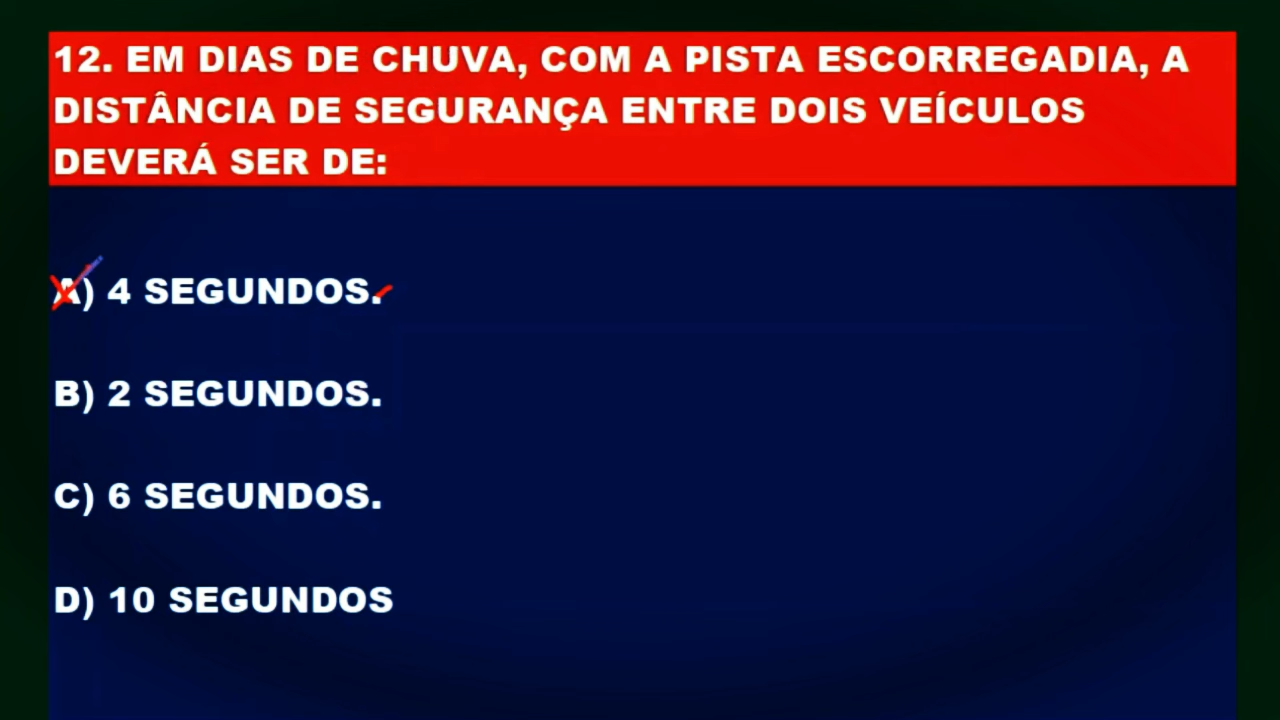 12. EM DIAS DE CHUVA, COM A PISTA ESCORREGADIA, A
DISTÂNCIA DE SEGURANÇA ENTRE DOIS VEÍCULOS
DEVERÁ SER DE:
A) 4 SEGUNDOS.
B) 2 SEGUNDOS.
C) 6 SEGUNDOS.
D) 10 SEGUNDOS